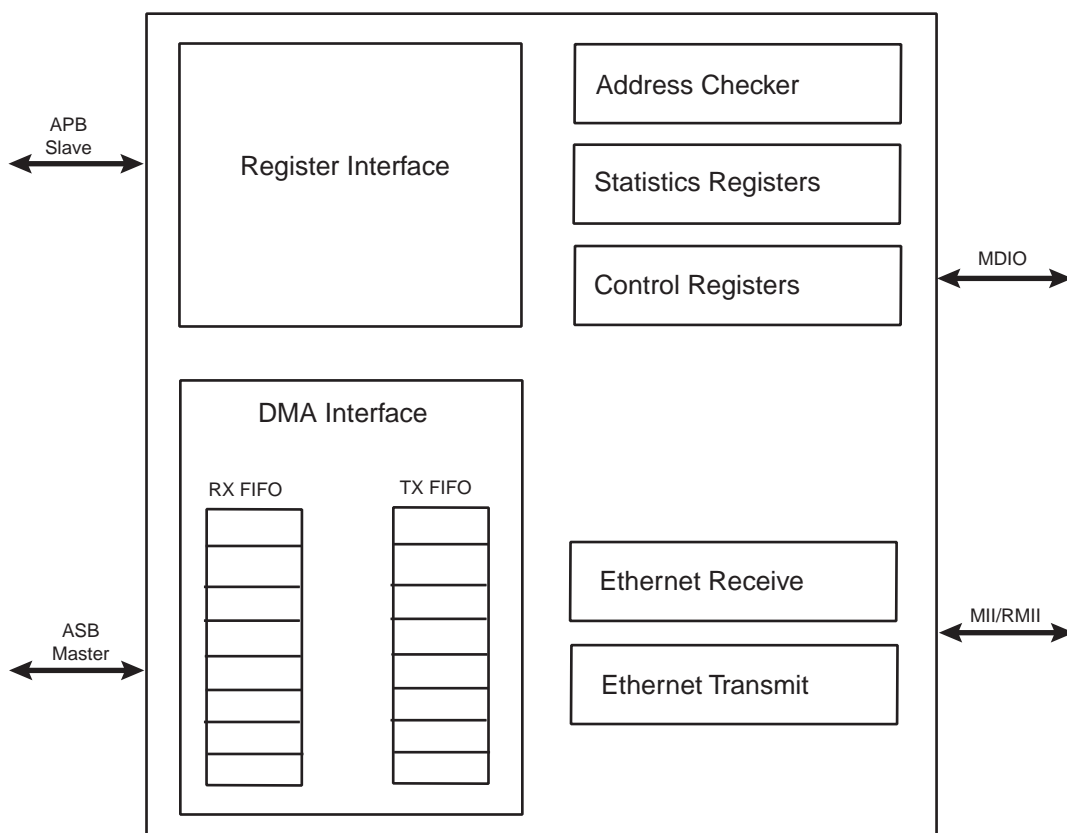 APB
Slave
Register Interface
Address Checker
Statistics Registers
Control Registers
MDIO
DMA Interface
RX FIFO
TX FIFO
ASB
Master
Ethernet Receive
Ethernet Transmit
MII/RMII